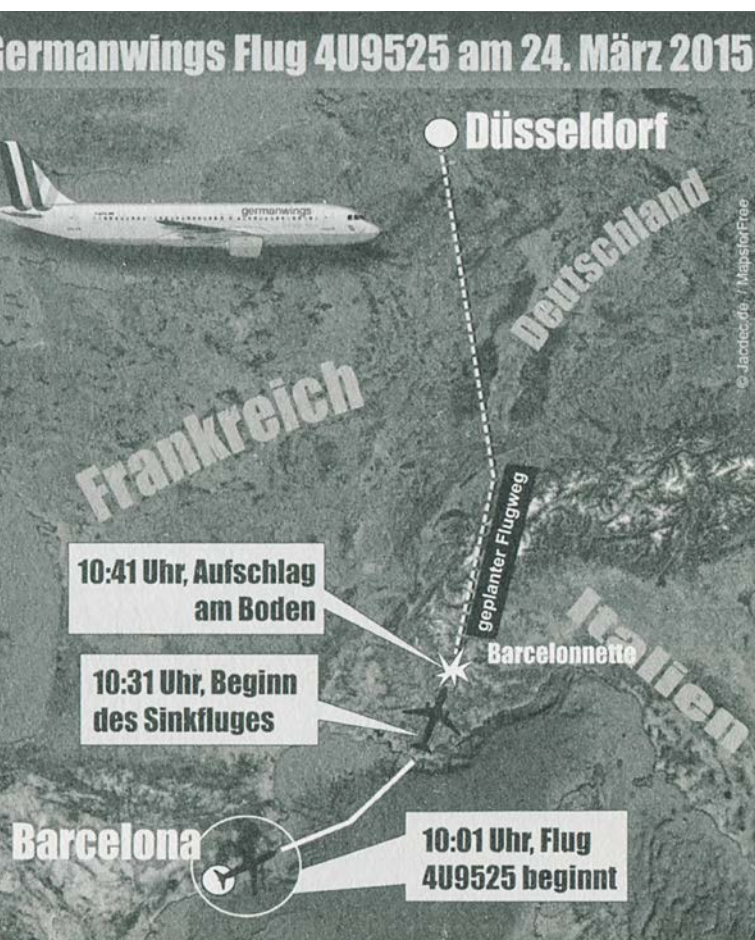 Germanwings Flug 4U9525 am 24. März 2015
Düsseldorf
germanwings
Deutschland
© Jacdec.de // MapsforFree
Frankreich
geplanter Flugweg
10:41 Uhr, Aufschlag
am Boden
Italien
Barcelonnette
10:31 Uhr, Beginn
des Sinkfluges
Barcelona
10:01 Uhr, Flug
4U9525 beginnt